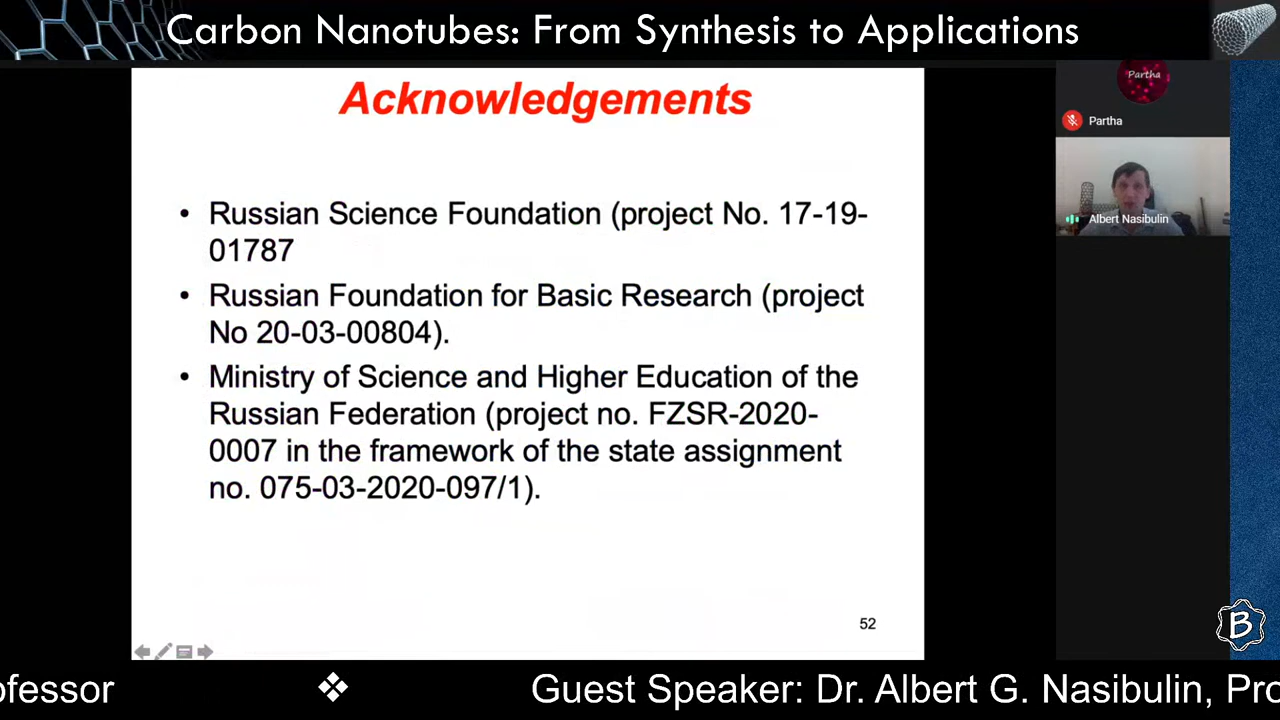 Carbon Nanotubes: From Synthesis to Applications
Acknowledgements
• Russian Science Foundation (project No. 17-19-
01787
• Russian Foundation for Basic Research (project
No 20-03-00804).
• Ministry of Science and Higher Education of the
Russian Federation (project no. FZSR-2020-
0007 in the framework of the state assignment
no. 075-03-2020-097/1).
52
Partha
Partha
Albert Nasibulin
B
ofessor ❖ Guest Speaker: Dr. Albert G. Nasibulin, Pro